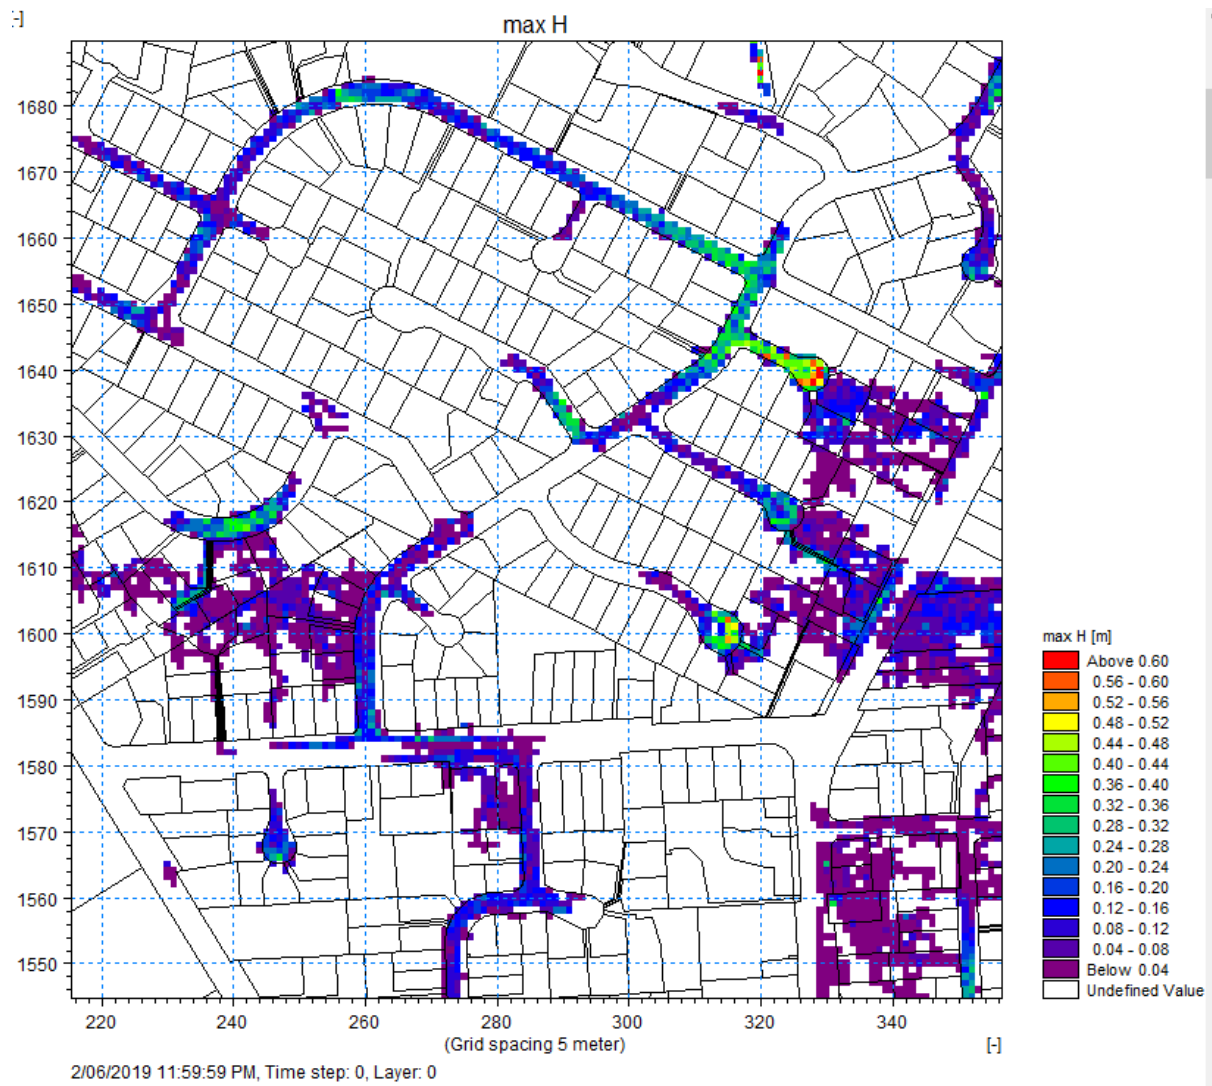 [-]
max H
1680
1670
1660
1650
1640
1630
1620
1610
1600
1590
1580
1570
1560
1550
220 240 260 280 300 320 340
(Grid spacing 5 meter) [-]
2/06/2019 11:59:59 PM, Time step: 0, Layer: 0
max H [m]
Above 0.60
0.56 - 0.60
0.52 - 0.56
0.48 - 0.52
0.44 - 0.48
0.40 - 0.44
0.36 - 0.40
0.32 - 0.36
0.28 - 0.32
0.24 - 0.28
0.20 - 0.24
0.16 - 0.20
0.12 - 0.16
0.08 - 0.12
0.04 - 0.08
Below 0.04
Undefined Value